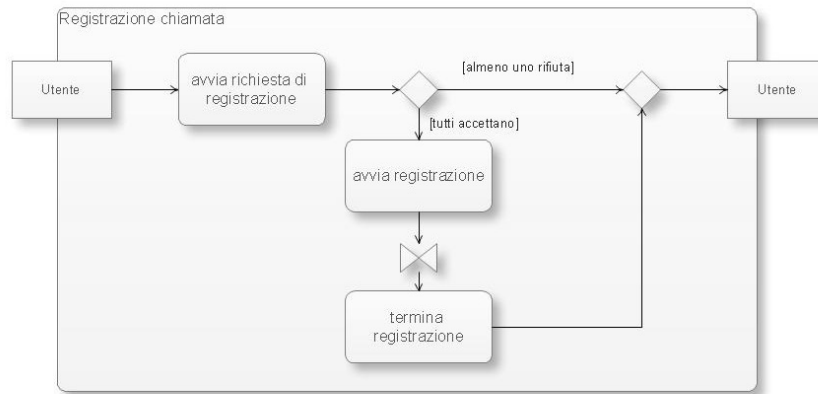 Registrazione chiamata
Utente
avvia richiesta di
registrazione
[almeno uno rifiuta]
Utente
[tutti accettano]
avvia registrazione
termina
registrazione